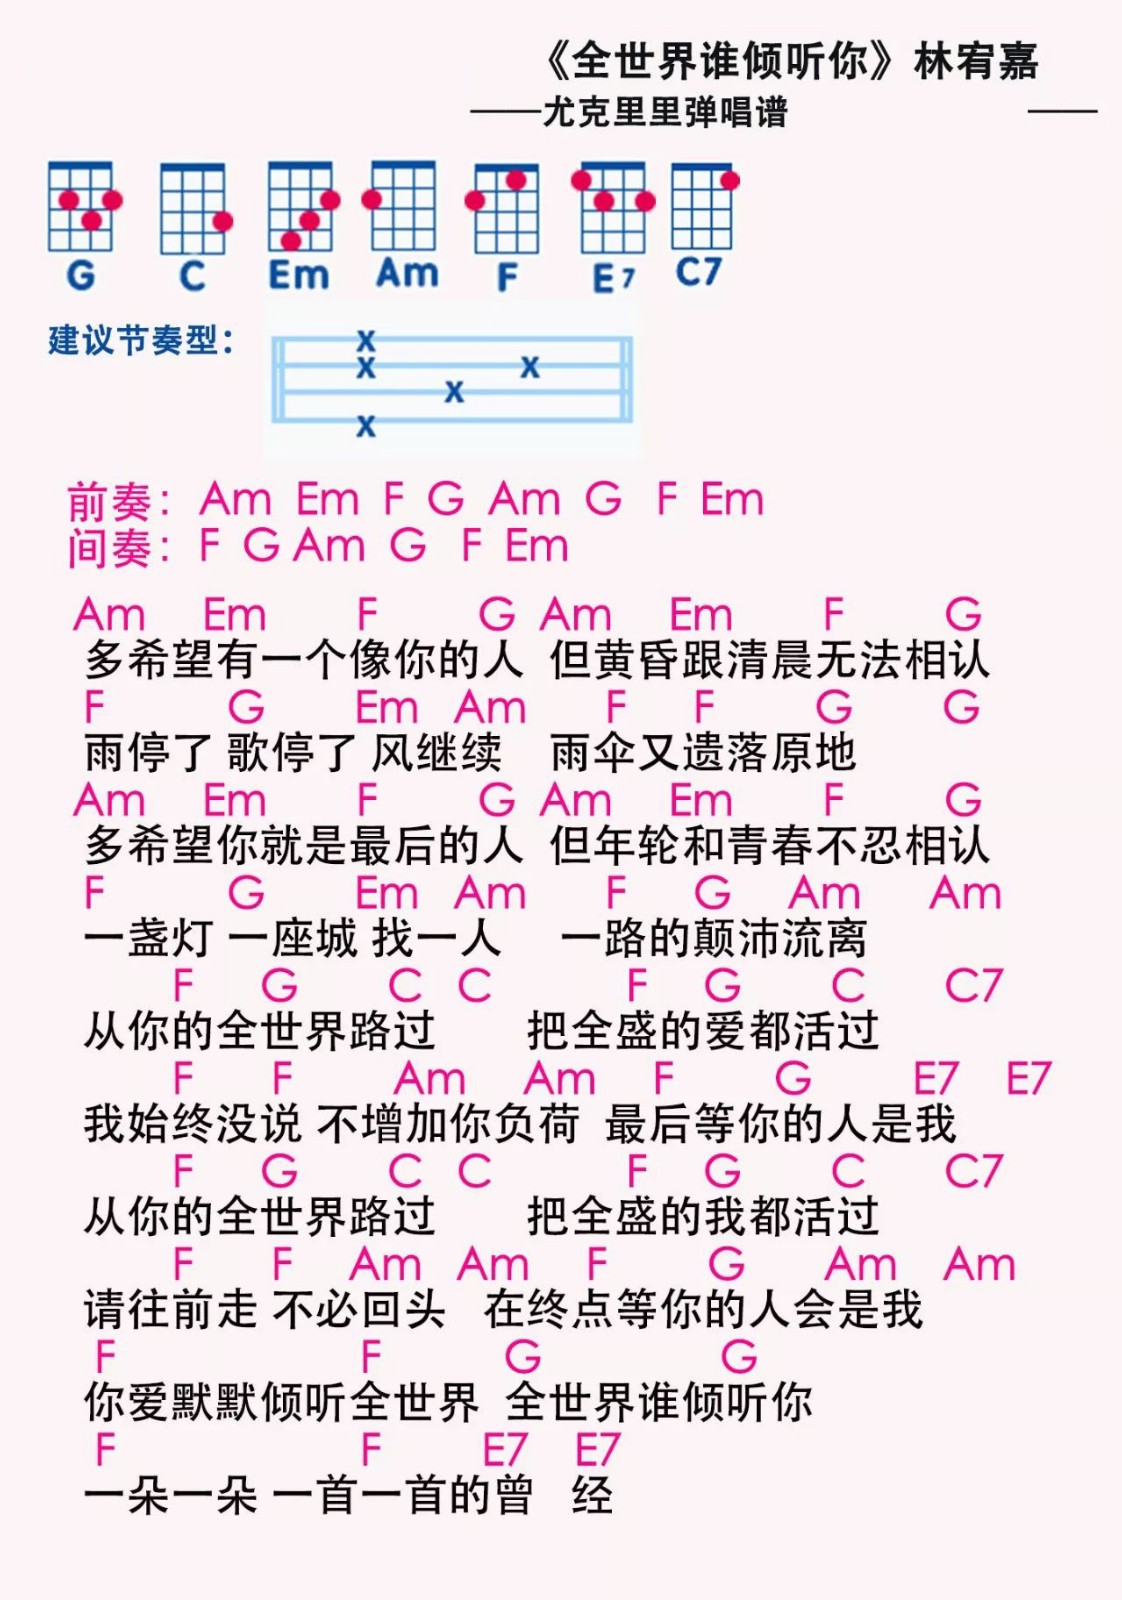 《全世界谁倾听你》林宥嘉
——尤克里里弹唱谱 ——
G C Em Am F E7 C7
建议节奏型：
X
X X
X
X
前奏：Am Em F G Am G F Em
间奏：F G Am G F Em
Am Em F G Am Em F G
多希望有一个像你的人 但黄昏跟清晨无法相认
F G Em Am F F G G
雨停了 歌停了 风继续 雨伞又遗落原地
Am Em F G Am Em F G
多希望你就是最后的人 但年轮和青春不忍相认
F G Em Am F G Am Am
一盏灯 一座城 找一人 一路的颠沛流离
F G C C F G C C7
从你的全世界路过 把全盛的爱都活过
F F Am Am F G E7 E7
我始终没说 不增加你负荷 最后等你的人是我
F G C C F G C C7
从你的全世界路过 把全盛的我都活过
F F Am Am F G Am Am
请往前走 不必回头 在终点等你的人会是我
F F G G
你爱默默倾听全世界 全世界谁倾听你
F F E7 E7
一朵一朵 一首一首的曾 经